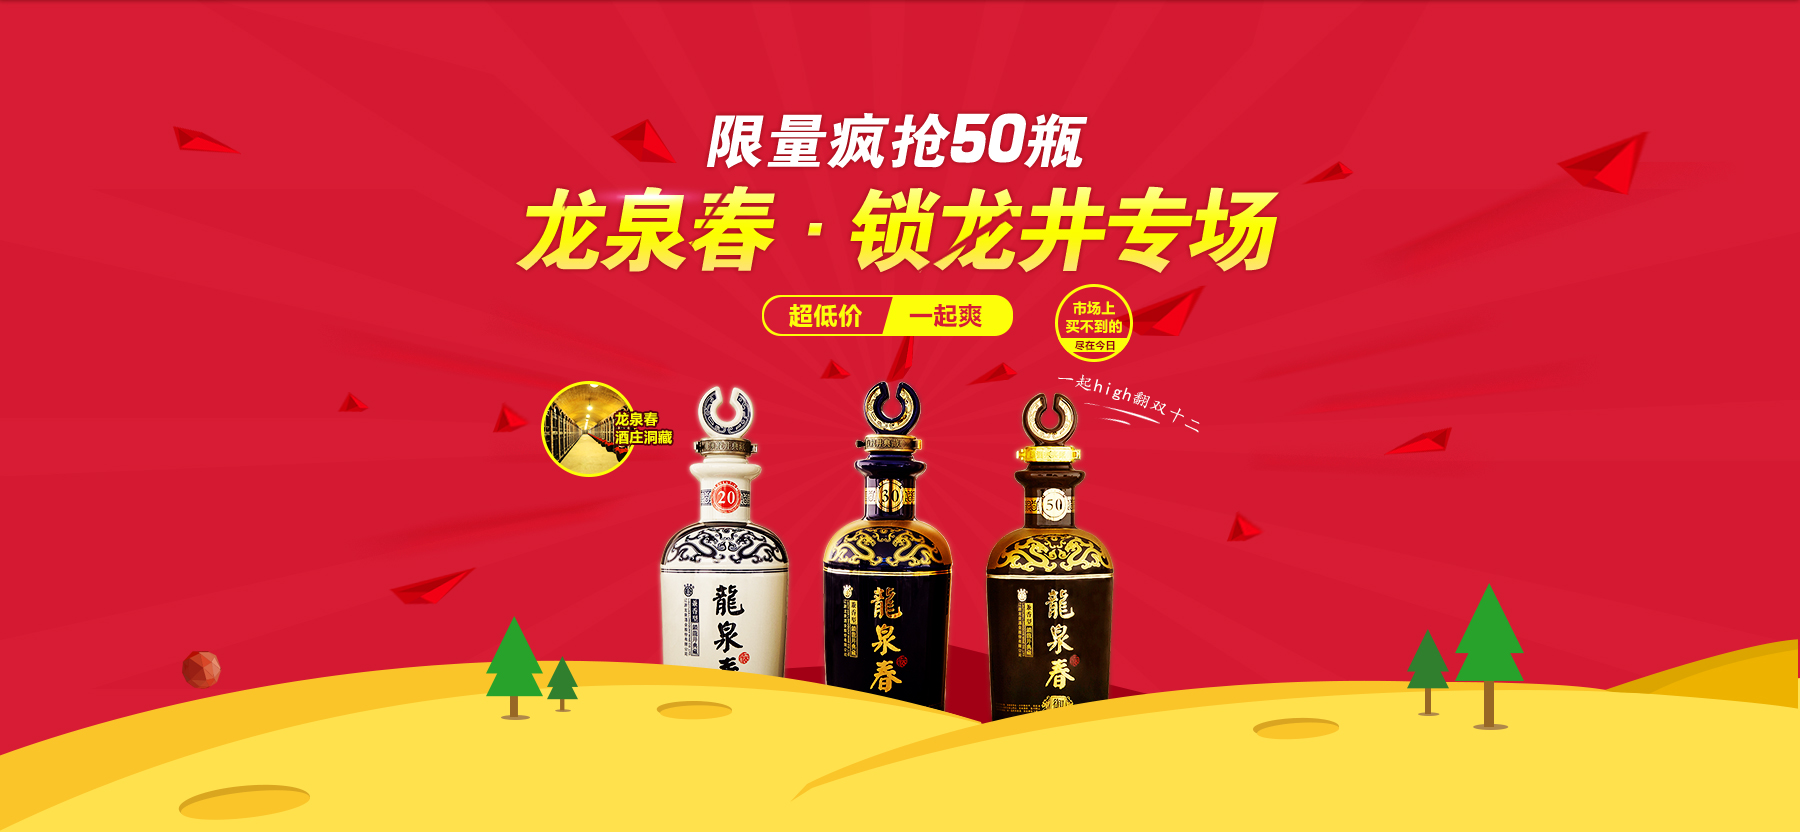 限量疯抢50瓶
龙泉春·锁龙井专场
超低价 一起爽
市场上
买不到的
尽在今日
一起high翻双十二
龙泉春
酒庄洞藏
20
龍泉春
30
龍泉春
50
龍泉春